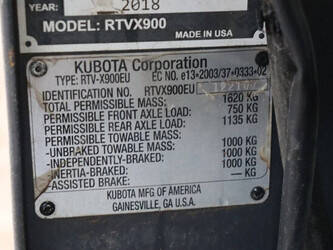 YEAR: 2018
MODEL: RTVX900
MADE IN USA
KUBOTA Corporation
TYPE: RTV-X900EU EC NO. e13*2003/37*0333*02
IDENTIFICATION NO. RTVX900EU
TOTAL PERMISSIBLE MASS: 1620 KG
PERMISSIBLE FRONT AXLE LOAD: 750 KG
PERMISSIBLE REAR AXLE LOAD: 1135 KG
PERMISSIBLE TOWABLE MASS:
-UNBRAKED TOWABLE MASS: 1000 KG
-INDEPENDENTLY-BRAKED: 1000 KG
-INERTIA-BRAKED: 1000 KG
-ASSISTED BRAKE: — KG
KUBOTA MFG OF AMERICA
GAINESVILLE, GA U.S.A.